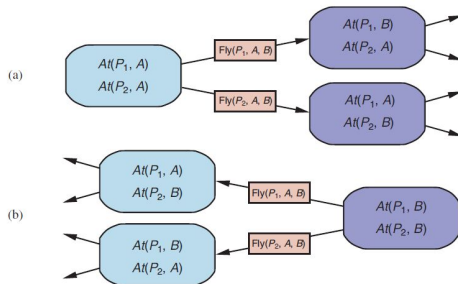 (a)
At(P₁, A)
At(P₂, A)
Fly(P₁, A, B)
Fly(P₂, A, B)
At(P₁, B)
At(P₂, A)
At(P₁, A)
At(P₂, B)
(b)
At(P₁, A)
At(P₂, B)
At(P₁, B)
At(P₂, A)
Fly(P₁, A, B)
Fly(P₂, A, B)
At(P₁, B)
At(P₂, B)